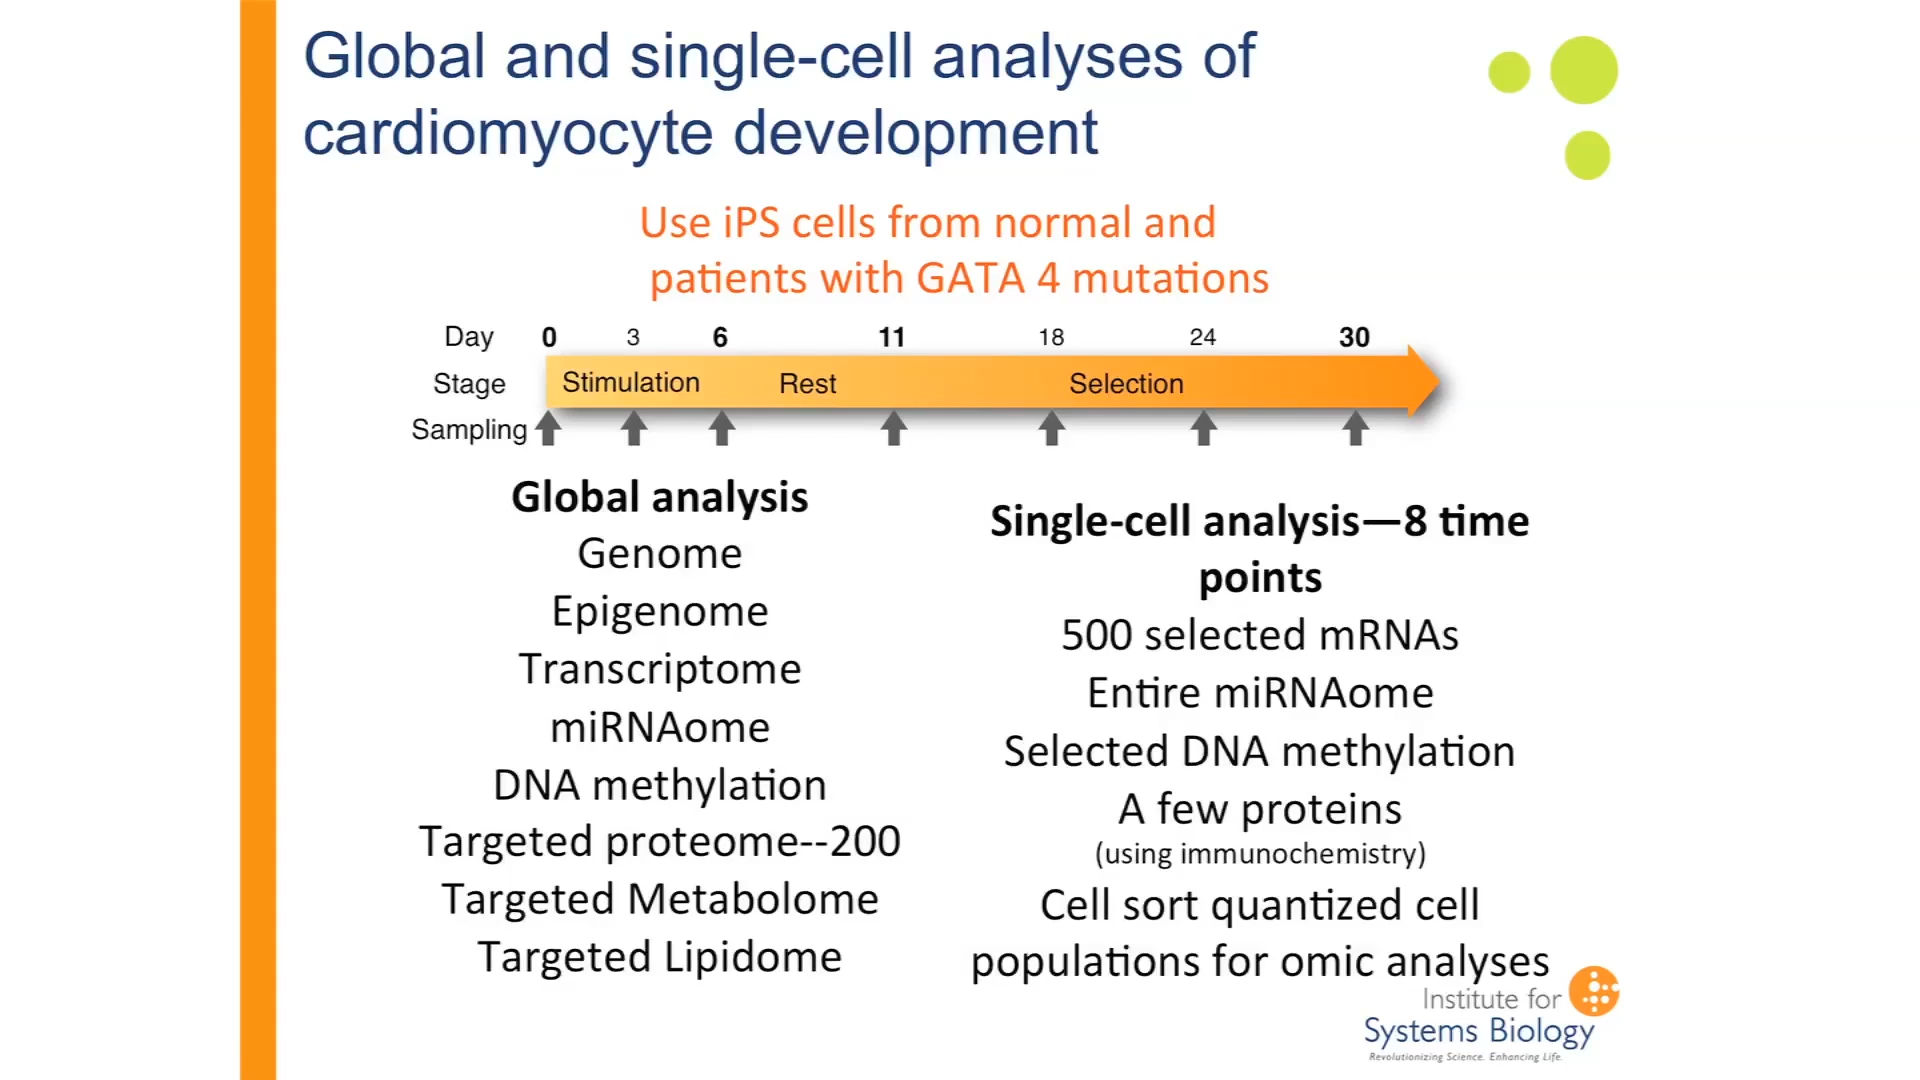 Global and single-cell analyses of
cardiomyocyte development
Use iPS cells from normal and
patients with GATA 4 mutations
Day 0 3 6 11 18 24 30
Stage Stimulation Rest Selection
Sampling
Global analysis
Genome
Epigenome
Transcriptome
miRNAome
DNA methylation
Targeted proteome--200
Targeted Metabolome
Targeted Lipidome
Single-cell analysis—8 time
points
500 selected mRNAs
Entire miRNAome
Selected DNA methylation
A few proteins
(using immunochemistry)
Cell sort quantized cell
populations for omic analyses
Institute for
Systems Biology
Revolutionizing Science. Enhancing Life.